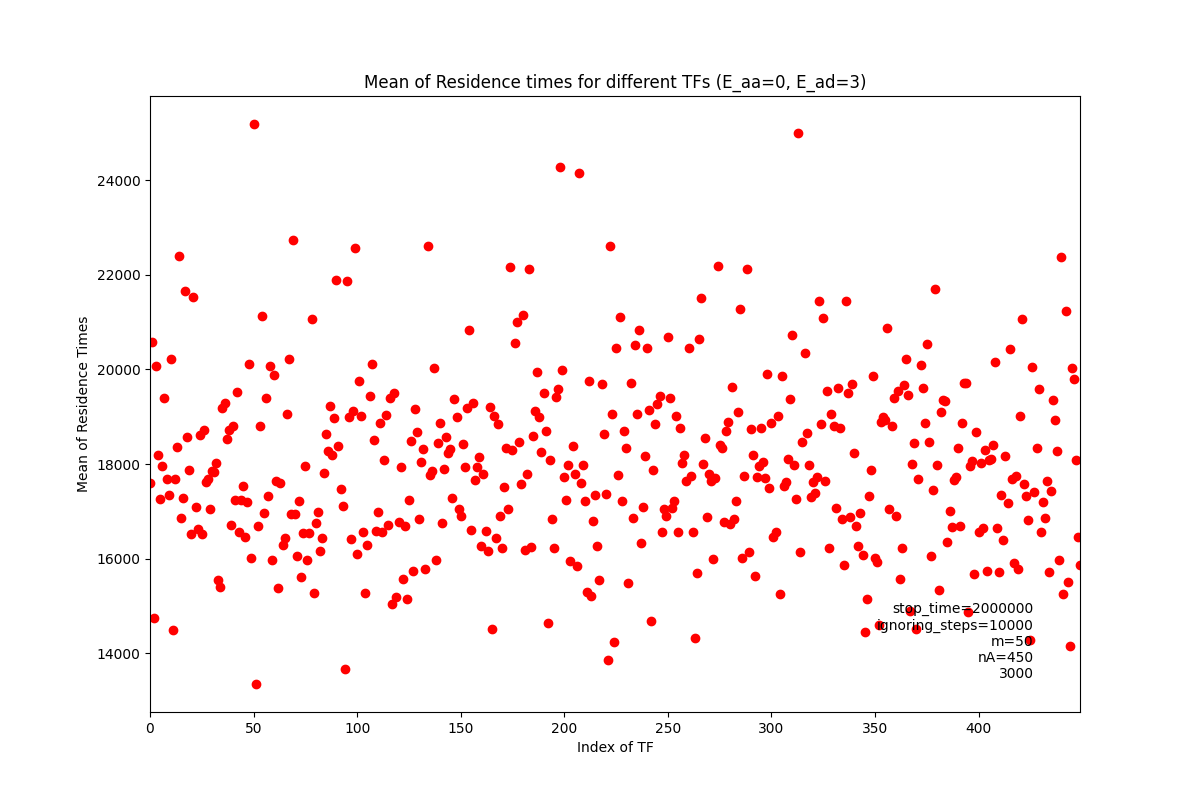 Mean of Residence times for different TFs (E_aa=0, E_ad=3)
Mean of Residence Times
24000
22000
20000
18000
16000
14000
stop_time=2000000
ignoring_steps=10000
m=50
nA=450
3000
0 50 100 150 200 250 300 350 400
Index of TF